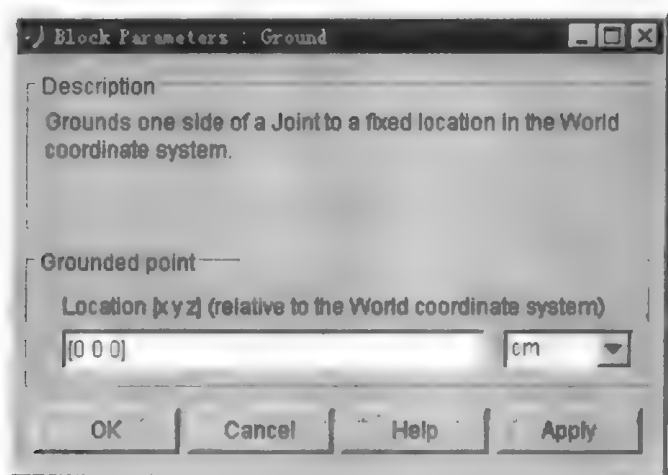 Block Parameters : Ground
Description
Grounds one side of a Joint to a fixed location in the World
coordinate system.
Grounded point
Location [x y z] (relative to the World coordinate system)
[0 0 0]
cm
OK
Cancel
Help
Apply